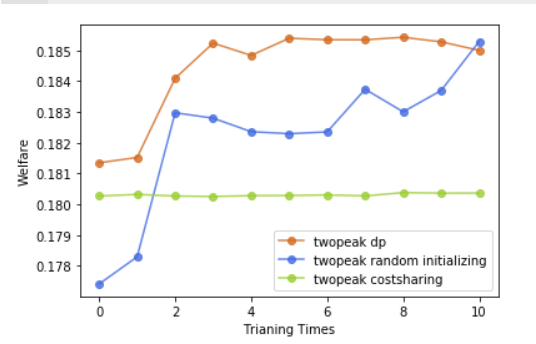 0.185
0.184
0.183
0.182
0.181
0.180
0.179
0.178
Welfare
twopeak dp
twopeak random initializing
twopeak costsharing
0 2 4 6 8 10
Trianing Times